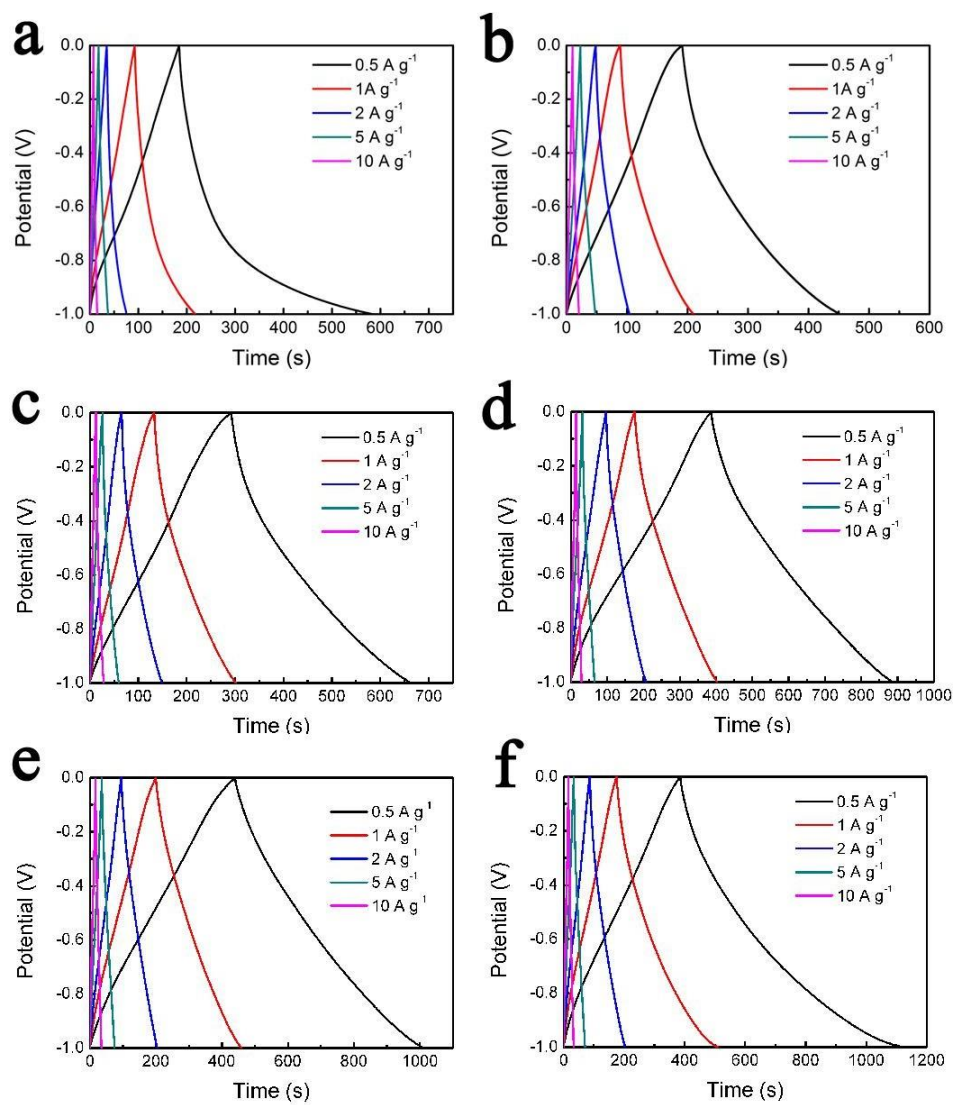 a
0.0
-0.2
-0.4
-0.6
-0.8
-1.0
Potential (V)
0.5 A g⁻¹
1A g⁻¹
2 A g⁻¹
5 A g⁻¹
10 A g⁻¹
0 100 200 300 400 500 600 700
Time (s)
b
0.0
-0.2
-0.4
-0.6
-0.8
-1.0
Potential (V)
0.5 A g⁻¹
1A g⁻¹
2 A g⁻¹
5 A g⁻¹
10 A g⁻¹
0 100 200 300 400 500 600
Time (s)
c
0.0
-0.2
-0.4
-0.6
-0.8
-1.0
Potential (V)
0.5 A g⁻¹
1 A g⁻¹
2 A g⁻¹
5 A g⁻¹
10 A g⁻¹
0 100 200 300 400 500 600 700
Time (s)
d
0.0
-0.2
-0.4
-0.6
-0.8
-1.0
Potential (V)
0.5 A g⁻¹
1 A g⁻¹
2 A g⁻¹
5 A g⁻¹
10 A g⁻¹
0 100 200 300 400 500 600 700 800 900 1000
Time (s)
e
0.0
-0.2
-0.4
-0.6
-0.8
-1.0
Potential (V)
0.5 A g¹
1 A g⁻¹
2 A g¹
5 A g⁻¹
10 A g¹
0 200 400 600 800 1000
Time (s)
f
0.0
-0.2
-0.4
-0.6
-0.8
-1.0
Potential (V)
0.5 A g⁻¹
1 A g⁻¹
2 A g⁻¹
5 A g⁻¹
10 A g⁻¹
0 200 400 600 800 1000 1200
Time (s)